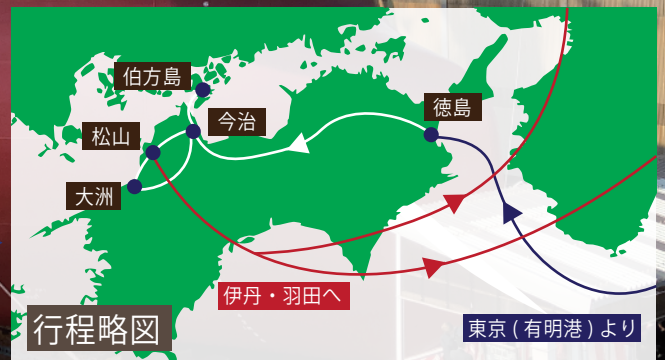 伯方島
今治
松山
大洲
徳島
伊丹・羽田へ
東京(有明港)より
行程略図